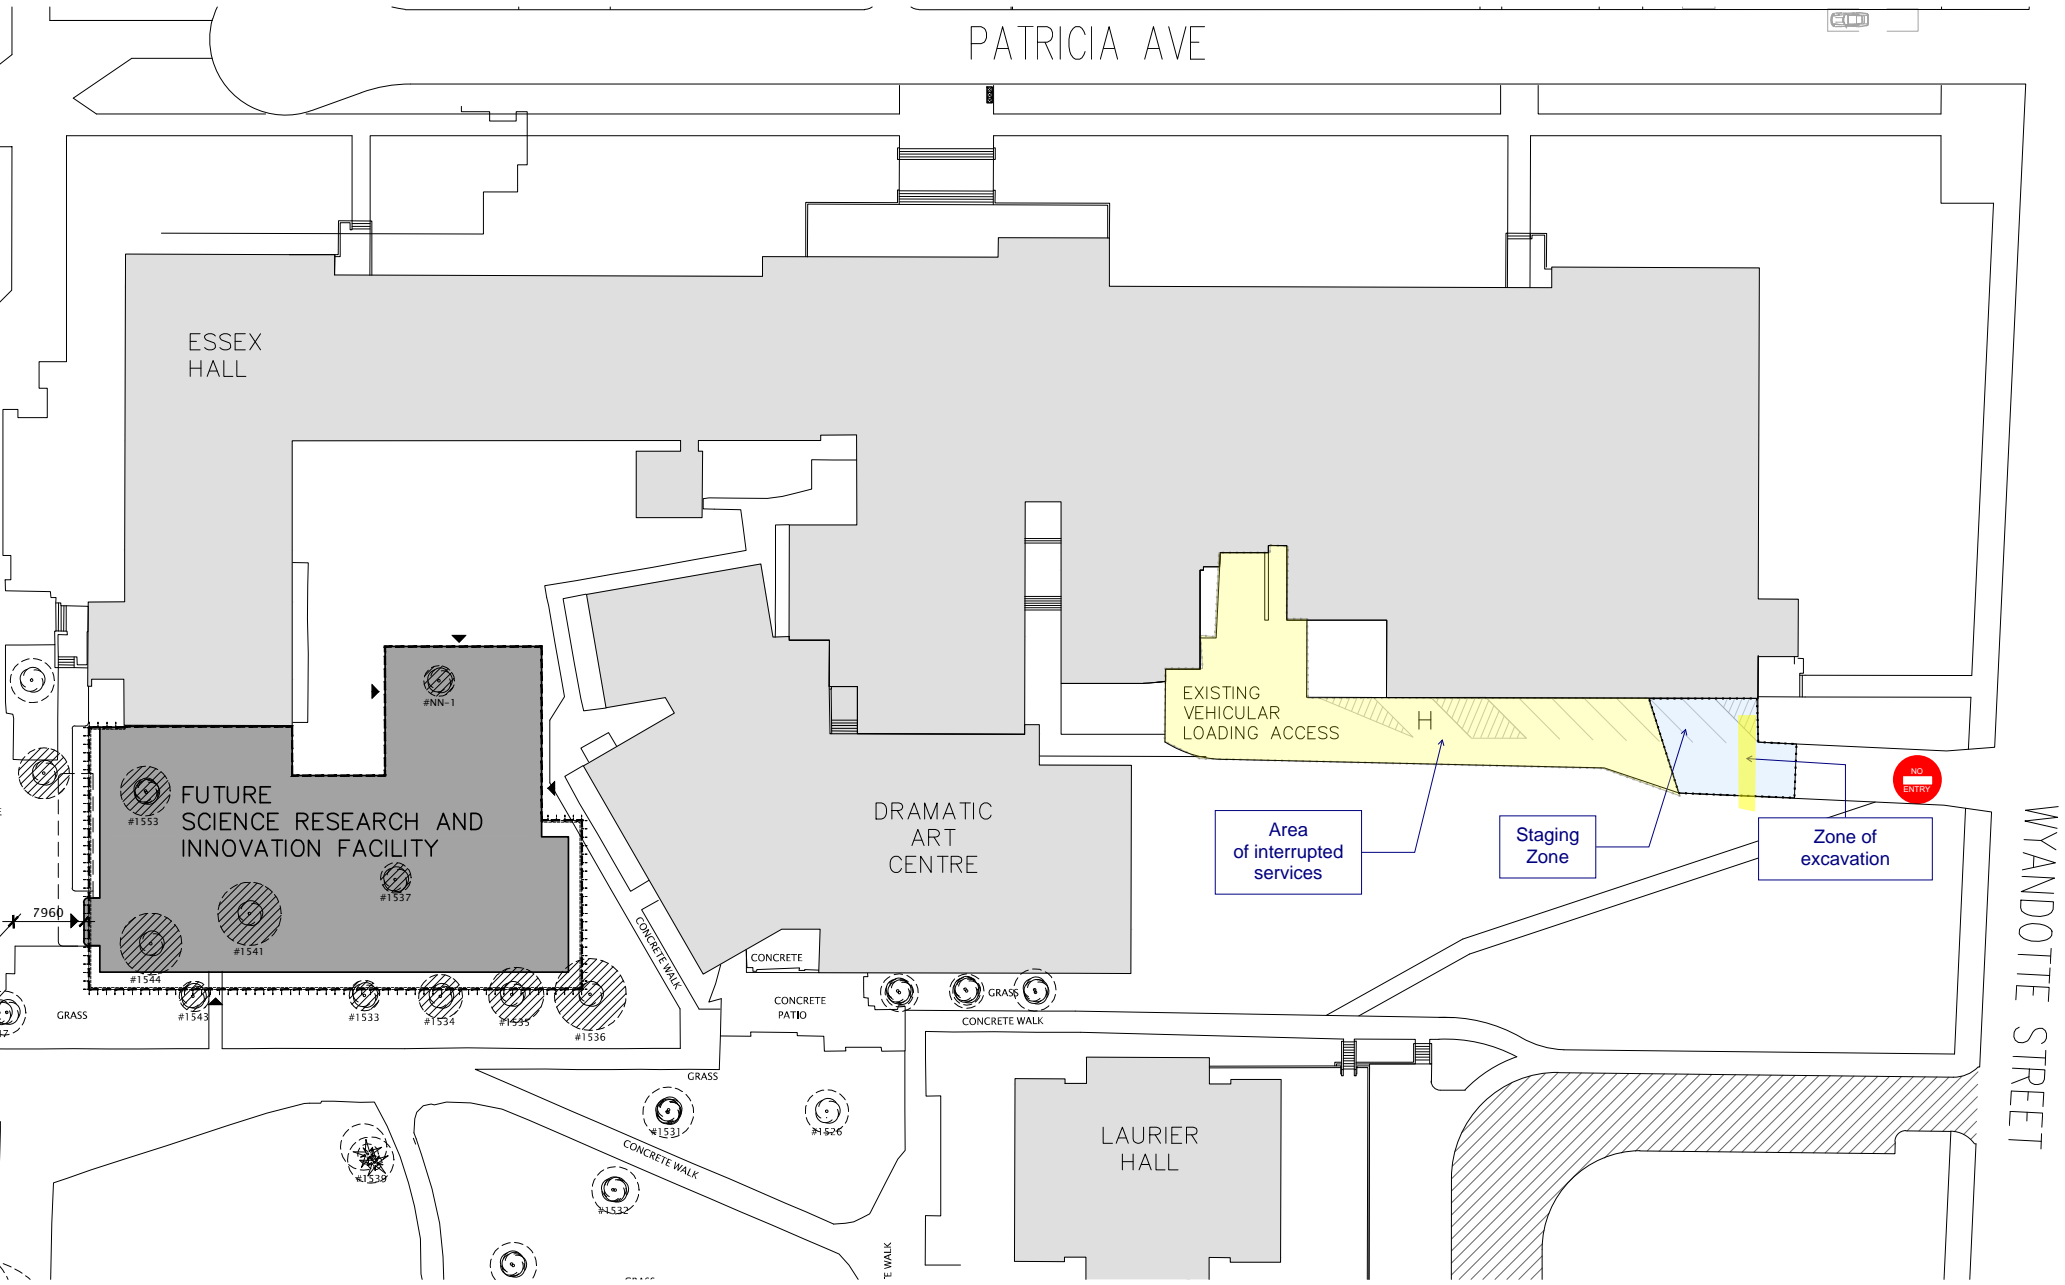 PATRICIA AVE
ESSEX
HALL
#NN-1
EXISTING
VEHICULAR
LOADING ACCESS
H
NO
ENTRY
FUTURE
SCIENCE RESEARCH AND
INNOVATION FACILITY
#1553
#1537
#1541
#1544
7960
DRAMATIC
ART
CENTRE
Area
of interrupted
services
Staging
Zone
Zone of
excavation
WYANDOTTE STREET
CONCRETE WALK
CONCRETE
CONCRETE
PATIO
GRASS
CONCRETE WALK
GRASS
#1543
#1533
#1534
#1535
#1536
GRASS
#1531
#1526
CONCRETE WALK
#1539
#1532
LAURIER
HALL